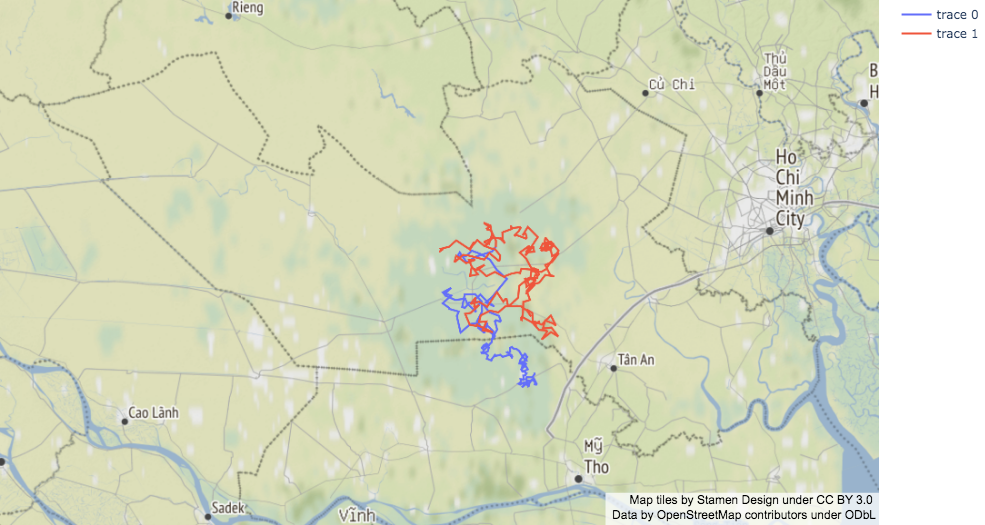 Rieng
trace 0
trace 1
Củ Chi
Thủ
Dầu
Một
B
H
Ho
Chi
Minh
City
Tân An
Cao Lãnh
Mỹ
Tho
Sadek
Vĩnh
Map tiles by Stamen Design under CC BY 3.0
Data by OpenStreetMap contributors under ODbL